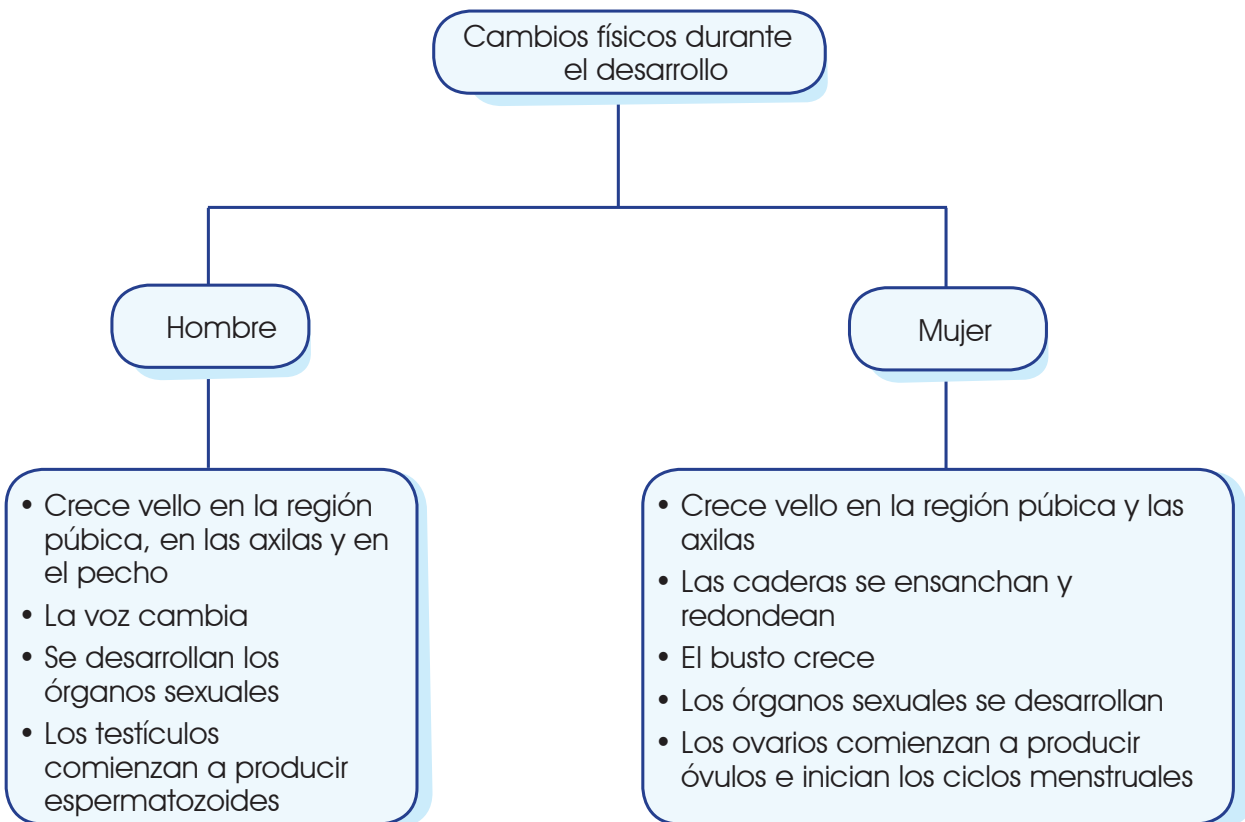 Cambios físicos durante
el desarrollo
Hombre
Mujer
• Crece vello en la región
púbica, en las axilas y en
el pecho
• La voz cambia
• Se desarrollan los
órganos sexuales
• Los testículos
comienzan a producir
espermatozoides
• Crece vello en la región púbica y las
axilas
• Las caderas se ensanchan y
redondean
• El busto crece
• Los órganos sexuales se desarrollan
• Los ovarios comienzan a producir
óvulos e inician los ciclos menstruales